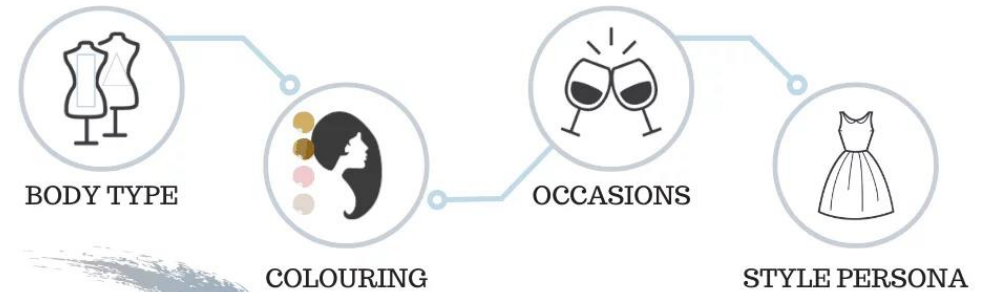 BODY TYPE
COLOURING
OCCASIONS
STYLE PERSONA